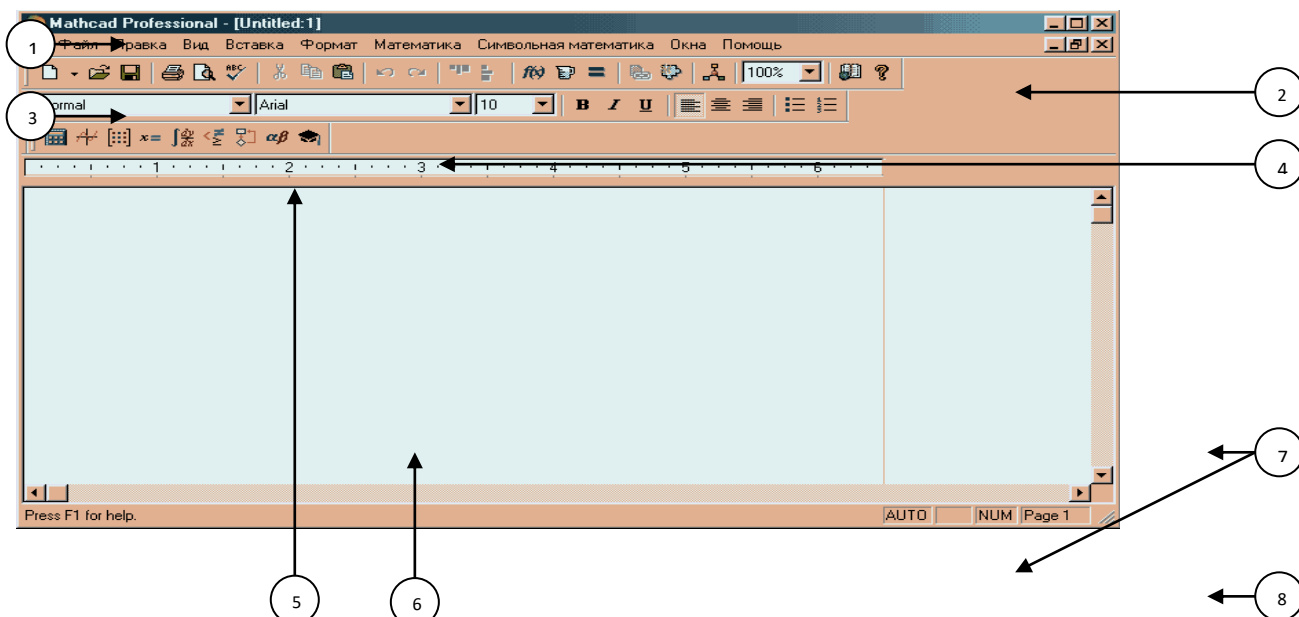 Mathcad Professional - [Untitled:1]
1
Файл Правка Вид Вставка Формат Математика Символьная математика Окна Помощь
ABC f(x) 100% ?
2
3
Arial 10 B I U
x= αβ
1 2 3 4 5 6
4
7
Press F1 for help. AUTO NUM Page 1
5 6 8